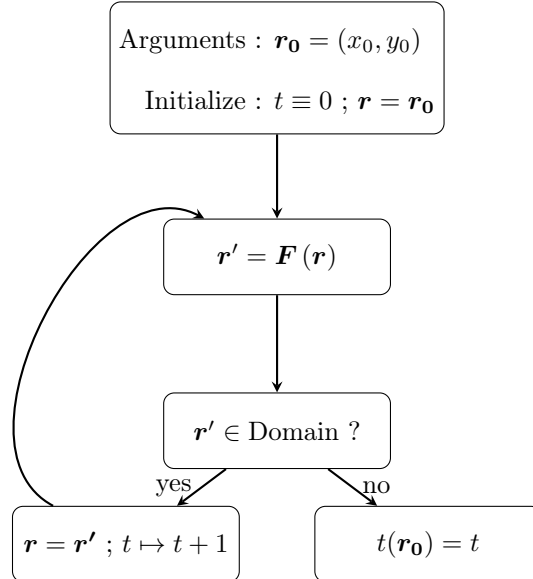 Arguments : r₀ = (x₀, y₀)
Initialize : t ≡ 0 ; r = r₀
r′ = F (r)
r′ ∈ Domain ?
yes
no
r = r′ ; t ↦ t + 1
t(r₀) = t